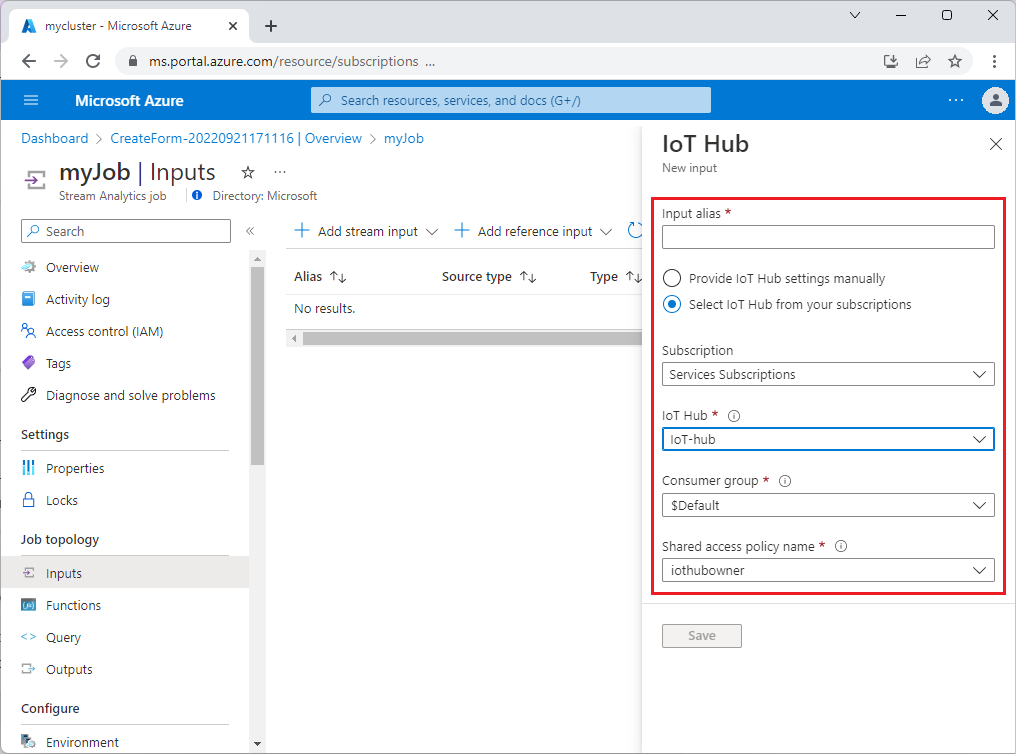 mycluster - Microsoft Azure
ms.portal.azure.com/resource/subscriptions ...
Microsoft Azure
Search resources, services, and docs (G+/)
Dashboard > CreateForm-20220921171116 | Overview > myJob
myJob | Inputs
Stream Analytics job
Directory: Microsoft
Search
Overview
Activity log
Access control (IAM)
Tags
Diagnose and solve problems
Settings
Properties
Locks
Job topology
Inputs
Functions
Query
Outputs
Configure
Environment
Add stream input
Add reference input
Alias
Source type
Type
No results.
IoT Hub
New input
Input alias *
Provide IoT Hub settings manually
Select IoT Hub from your subscriptions
Subscription
Services Subscriptions
IoT Hub *
IoT-hub
Consumer group *
$Default
Shared access policy name *
iothubowner
Save